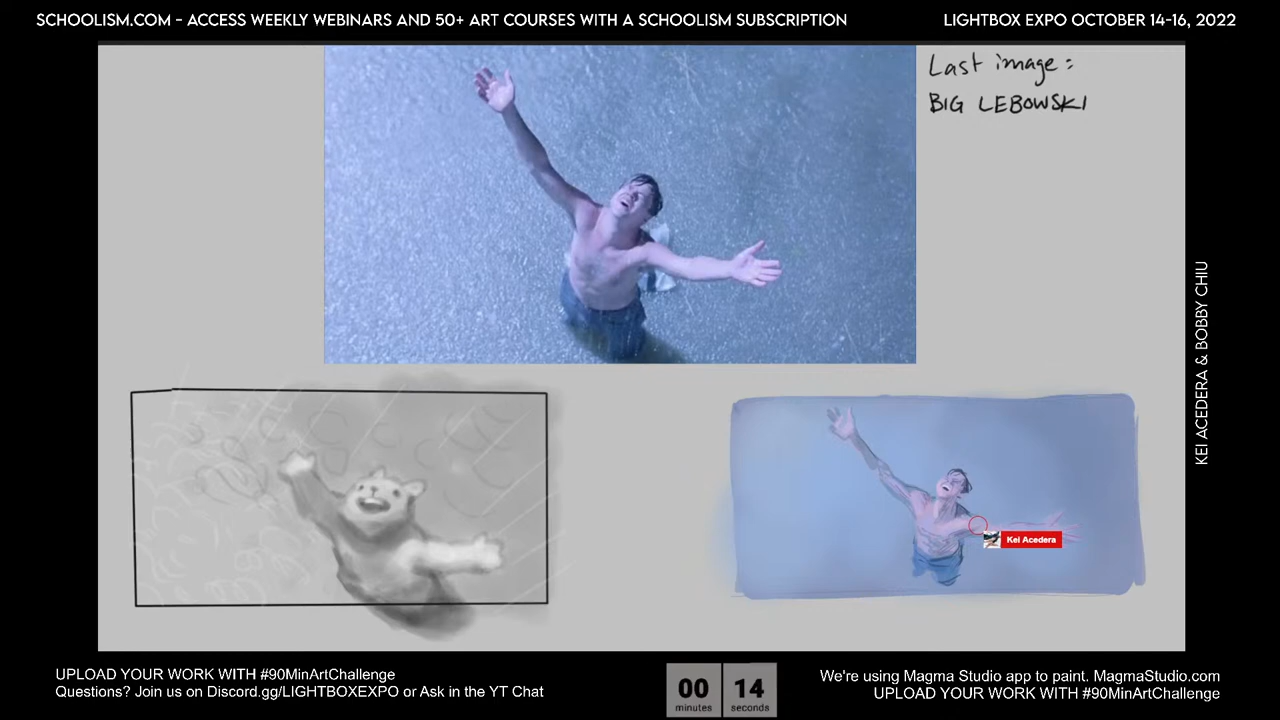 SCHOOLISM.COM – ACCESS WEEKLY WEBINARS AND 50+ ART COURSES WITH A SCHOOLISM SUBSCRIPTION
LIGHTBOX EXPO OCTOBER 14-16, 2022
Last image :
BIG LEBOWSKI
KEI ACEDERA & BOBBY CHIU
Kei Acedera
UPLOAD YOUR WORK WITH #90MinArtChallenge
Questions? Join us on Discord.gg/LIGHTBOXEXPO or Ask in the YT Chat
00 14
minutes seconds
We're using Magma Studio app to paint. MagmaStudio.com
UPLOAD YOUR WORK WITH #90MinArtChallenge